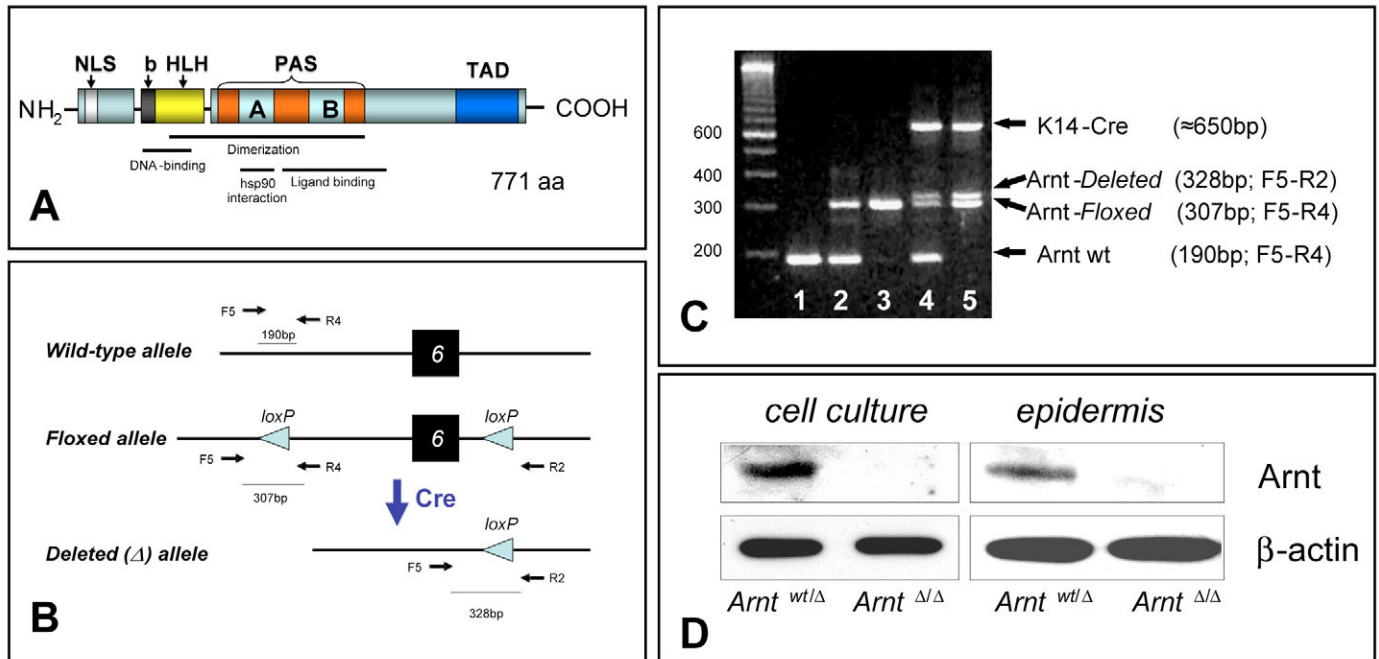 NLS b HLH PAS TAD
NH2 A B COOH
DNA-binding Dimerization
hsp90 interaction Ligand binding
771 aa
A
F5 R4
190bp
Wild-type allele 6
loxP loxP
Floxed allele 6
F5 R4 R2
307bp
Cre
loxP
Deleted (Δ) allele
F5 R2
328bp
B
600
400
300
200
1 2 3 4 5
K14-Cre (≈650bp)
Arnt-Deleted (328bp; F5-R2)
Arnt-Floxed (307bp; F5-R4)
Arnt wt (190bp; F5-R4)
C
cell culture epidermis
Arnt
β-actin
Arnt wt/Δ Arnt Δ/Δ Arnt wt/Δ Arnt Δ/Δ
D